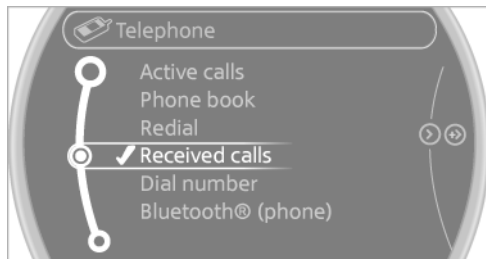 Telephone
Active calls
Phone book
Redial
Received calls
Dial number
Bluetooth® (phone)